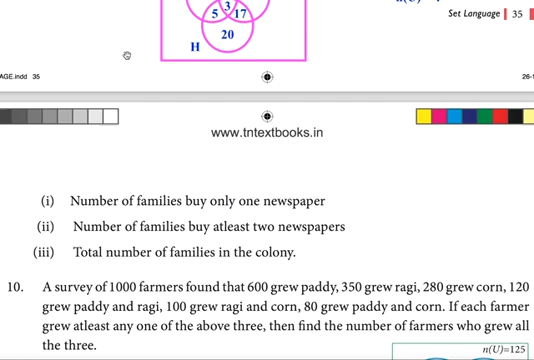 3
5 17
20
H
Set Language 35
AGE.indd 35
www.tntextbooks.in
(i) Number of families buy only one newspaper
(ii) Number of families buy atleast two newspapers
(iii) Total number of families in the colony.
10. A survey of 1000 farmers found that 600 grew paddy, 350 grew ragi, 280 grew corn, 120
grew paddy and ragi, 100 grew ragi and corn, 80 grew paddy and corn. If each farmer
grew atleast any one of the above three, then find the number of farmers who grew all
the three.
n(U)=125